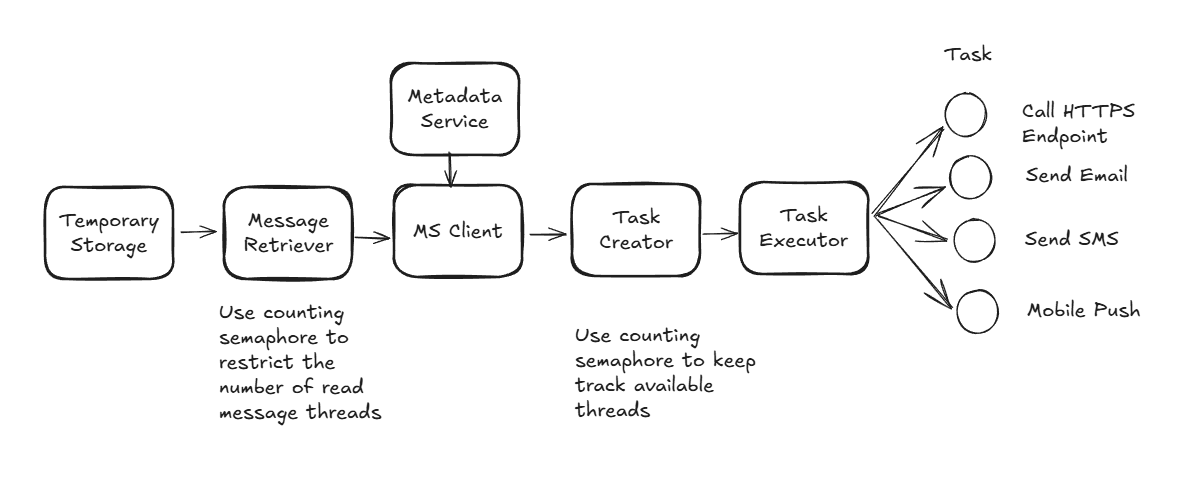 Task
Metadata
Service
Call HTTPS
Endpoint
Send Email
Temporary
Storage
Message
Retriever
MS Client
Task
Creator
Task
Executor
Send SMS
Mobile Push
Use counting
semaphore to
restrict the
number of read
message threads
Use counting
semaphore to keep
track available
threads